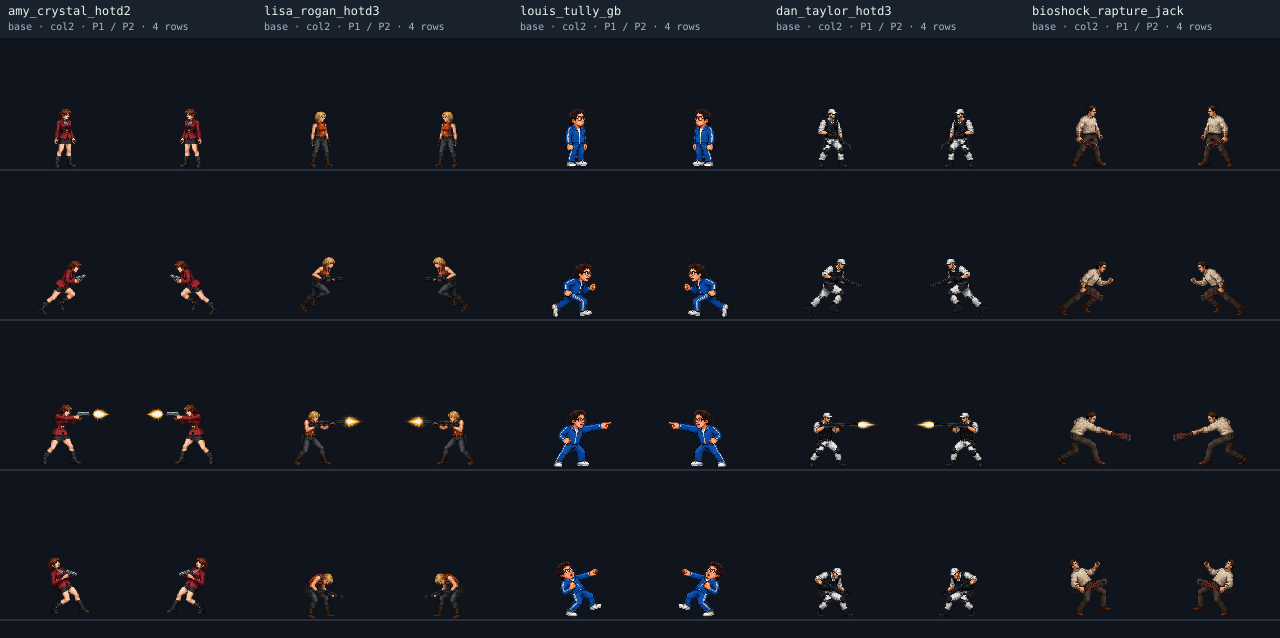 amy_crystal_hotd2
base · col2 · P1 / P2 · 4 rows
lisa_rogan_hotd3
base · col2 · P1 / P2 · 4 rows
louis_tully_gb
base · col2 · P1 / P2 · 4 rows
dan_taylor_hotd3
base · col2 · P1 / P2 · 4 rows
bioshock_rapture_jack
base · col2 · P1 / P2 · 4 rows